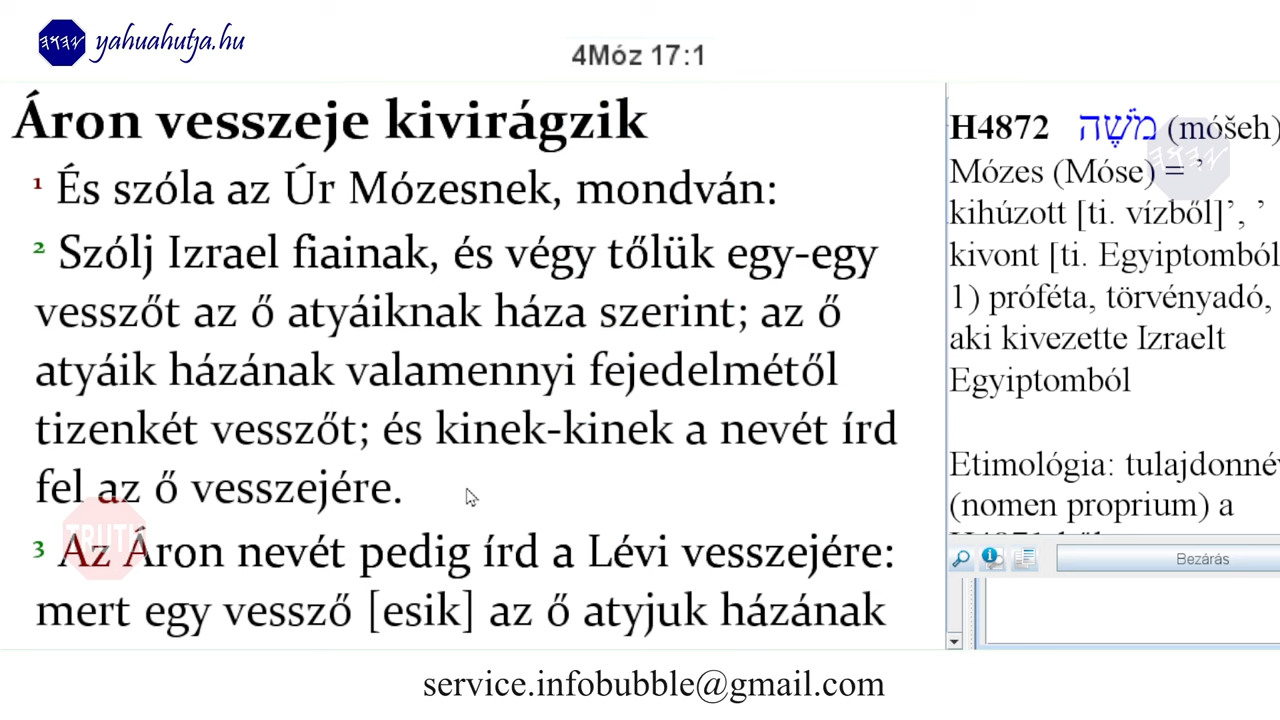 yahuahutja.hu
4Móz 17:1
Áron vesszeje kivirágzik
1 És szóla az Úr Mózesnek, mondván:
2 Szólj Izrael fiainak, és végy tőlük egy-egy
vesszőt az ő atyáiknak háza szerint; az ő
atyáik házának valamennyi fejedelmétől
tizenkét vesszőt; és kinek-kinek a nevét írd
fel az ő vesszejére.
3 Az Áron nevét pedig írd a Lévi vesszejére:
mert egy vessző [esik] az ő atyjuk házának
TRUTH
H4872 מֹשֶׁה (móšeh)
Mózes (Móse) = ’
kihúzott [ti. vízből]’, ’
kivont [ti. Egyiptomból
1) próféta, törvényadó,
aki kivezette Izraelt
Egyiptomból
Etimológia: tulajdonnév
(nomen proprium) a
Bezárás
service.infobubble@gmail.com